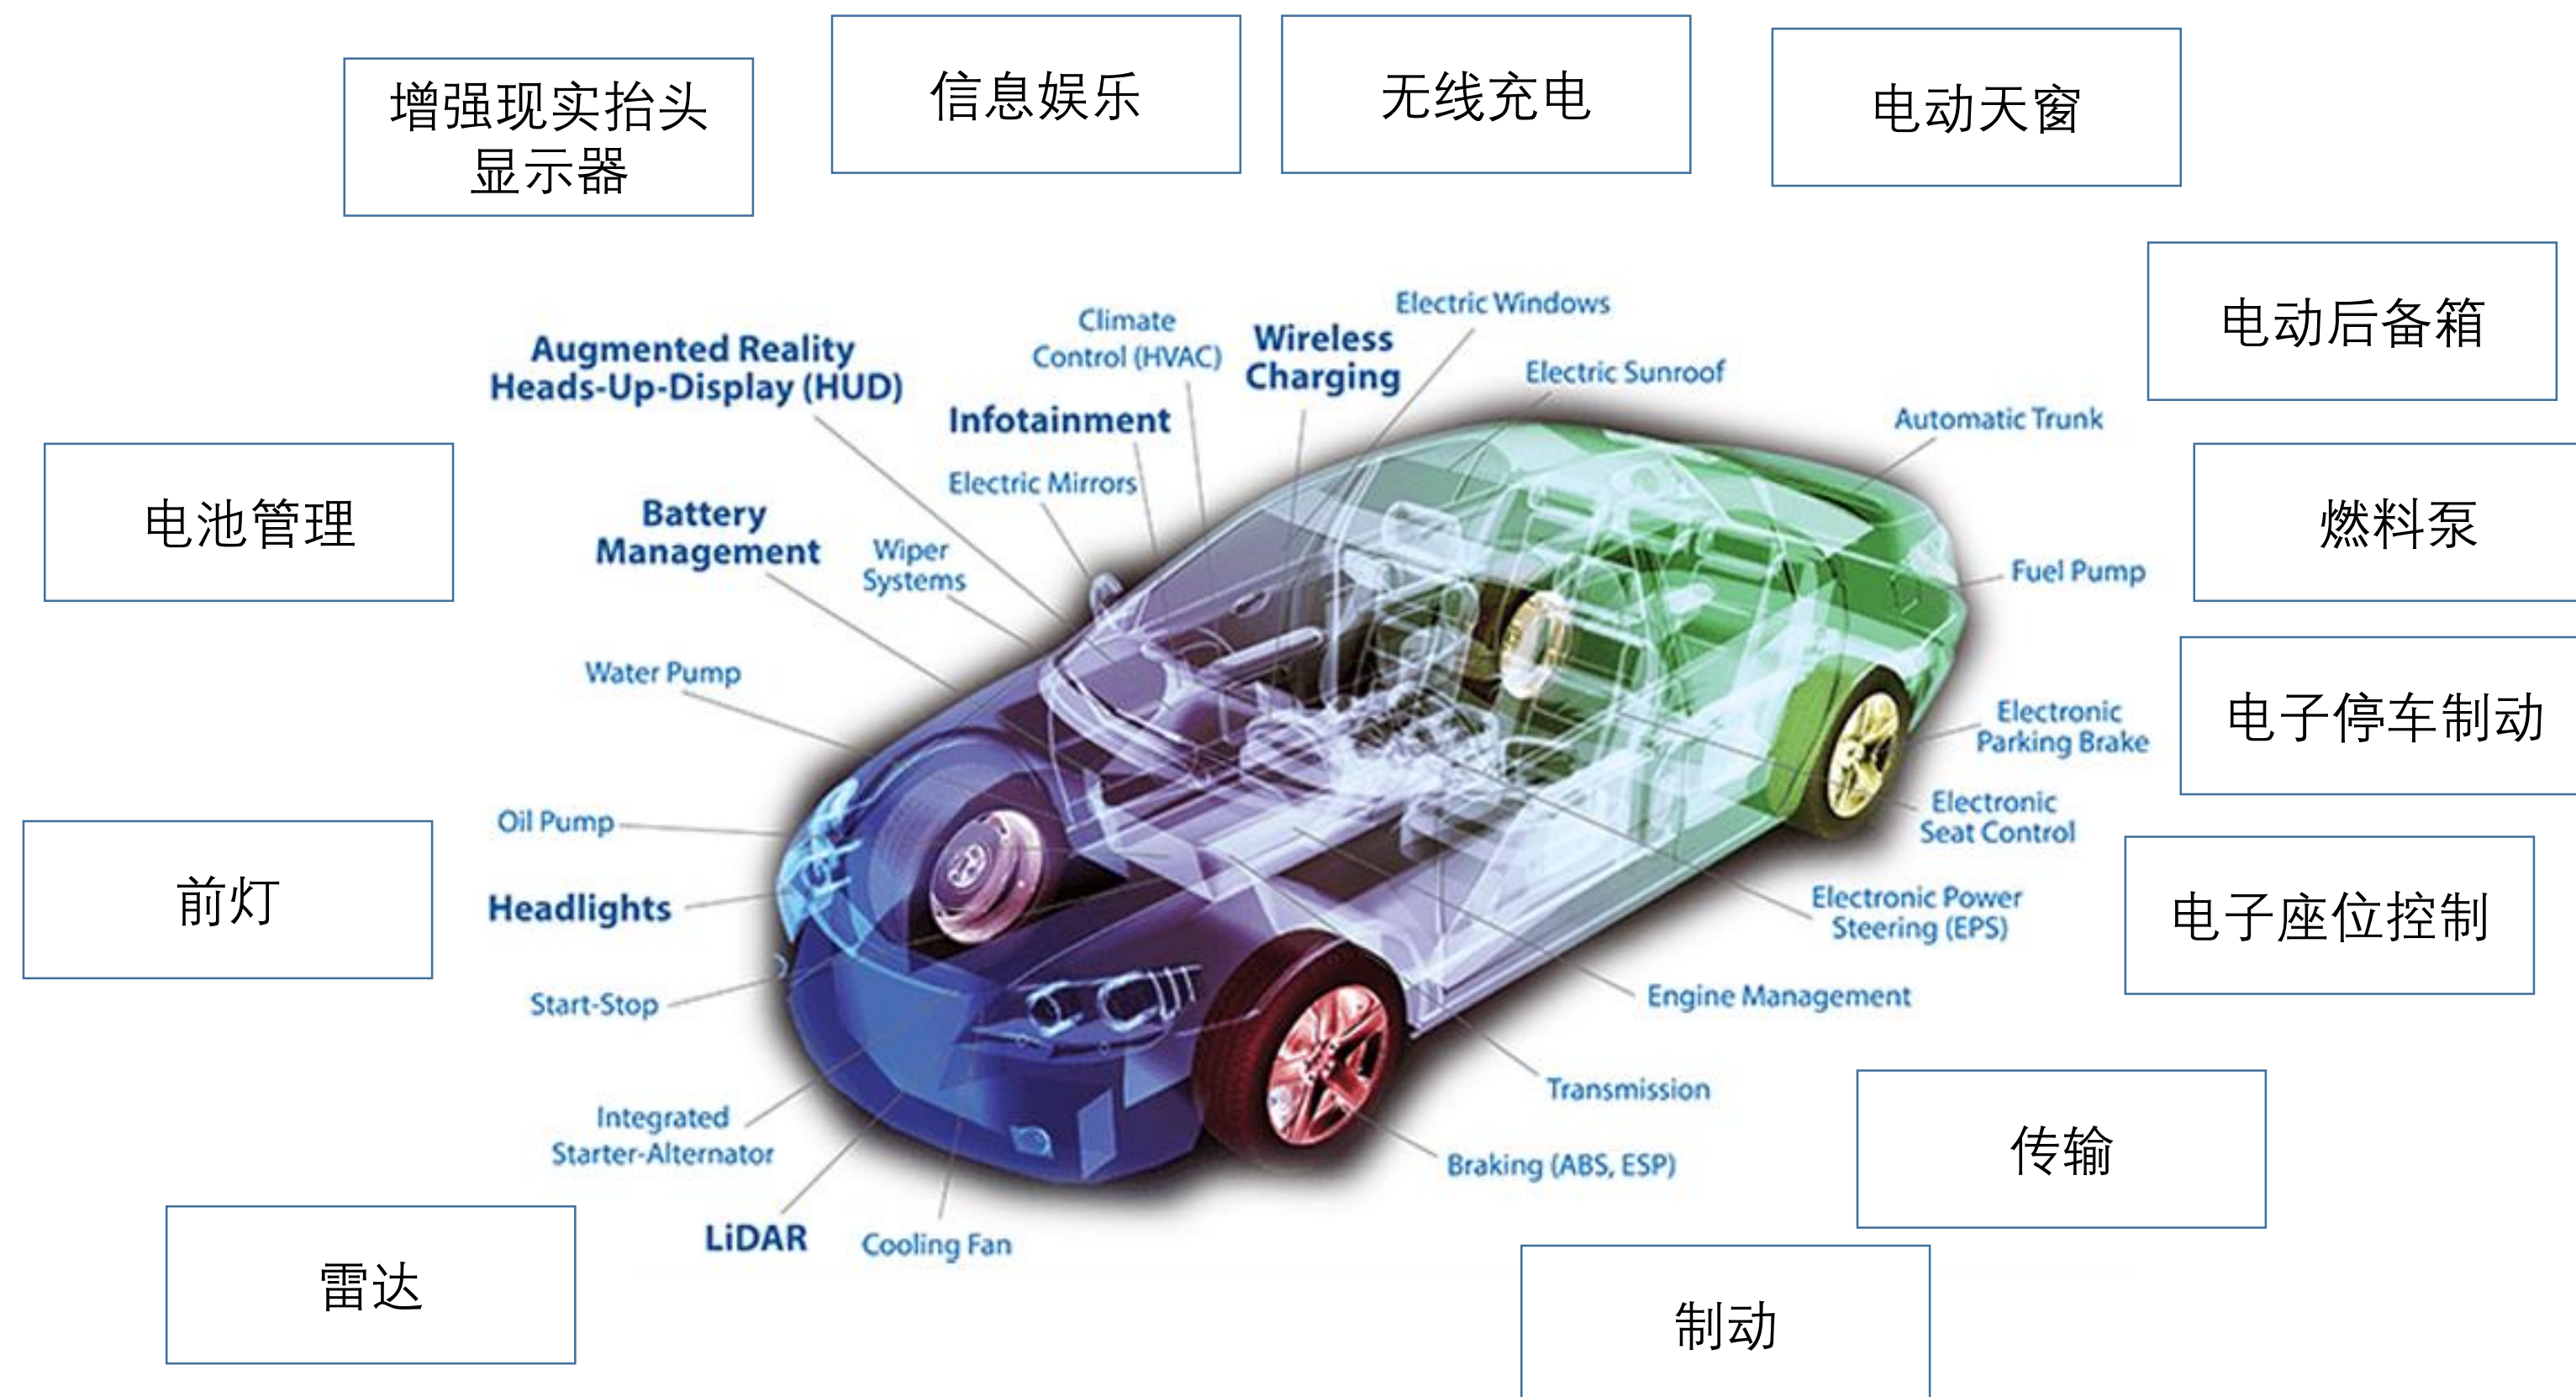 增强现实抬头
显示器
信息娱乐
无线充电
电动天窗
电动后备箱
电池管理
燃料泵
电子停车制动
前灯
电子座位控制
传输
雷达
制动
Augmented Reality
Heads-Up-Display (HUD)
Climate
Control (HVAC)
Wireless
Charging
Electric Windows
Electric Sunroof
Infotainment
Automatic Trunk
Electric Mirrors
Battery
Management
Wiper
Systems
Fuel Pump
Water Pump
Electronic
Parking Brake
Oil Pump
Electronic
Seat Control
Headlights
Electronic Power
Steering (EPS)
Start-Stop
Engine Management
Integrated
Starter-Alternator
Transmission
Braking (ABS, ESP)
LiDAR
Cooling Fan